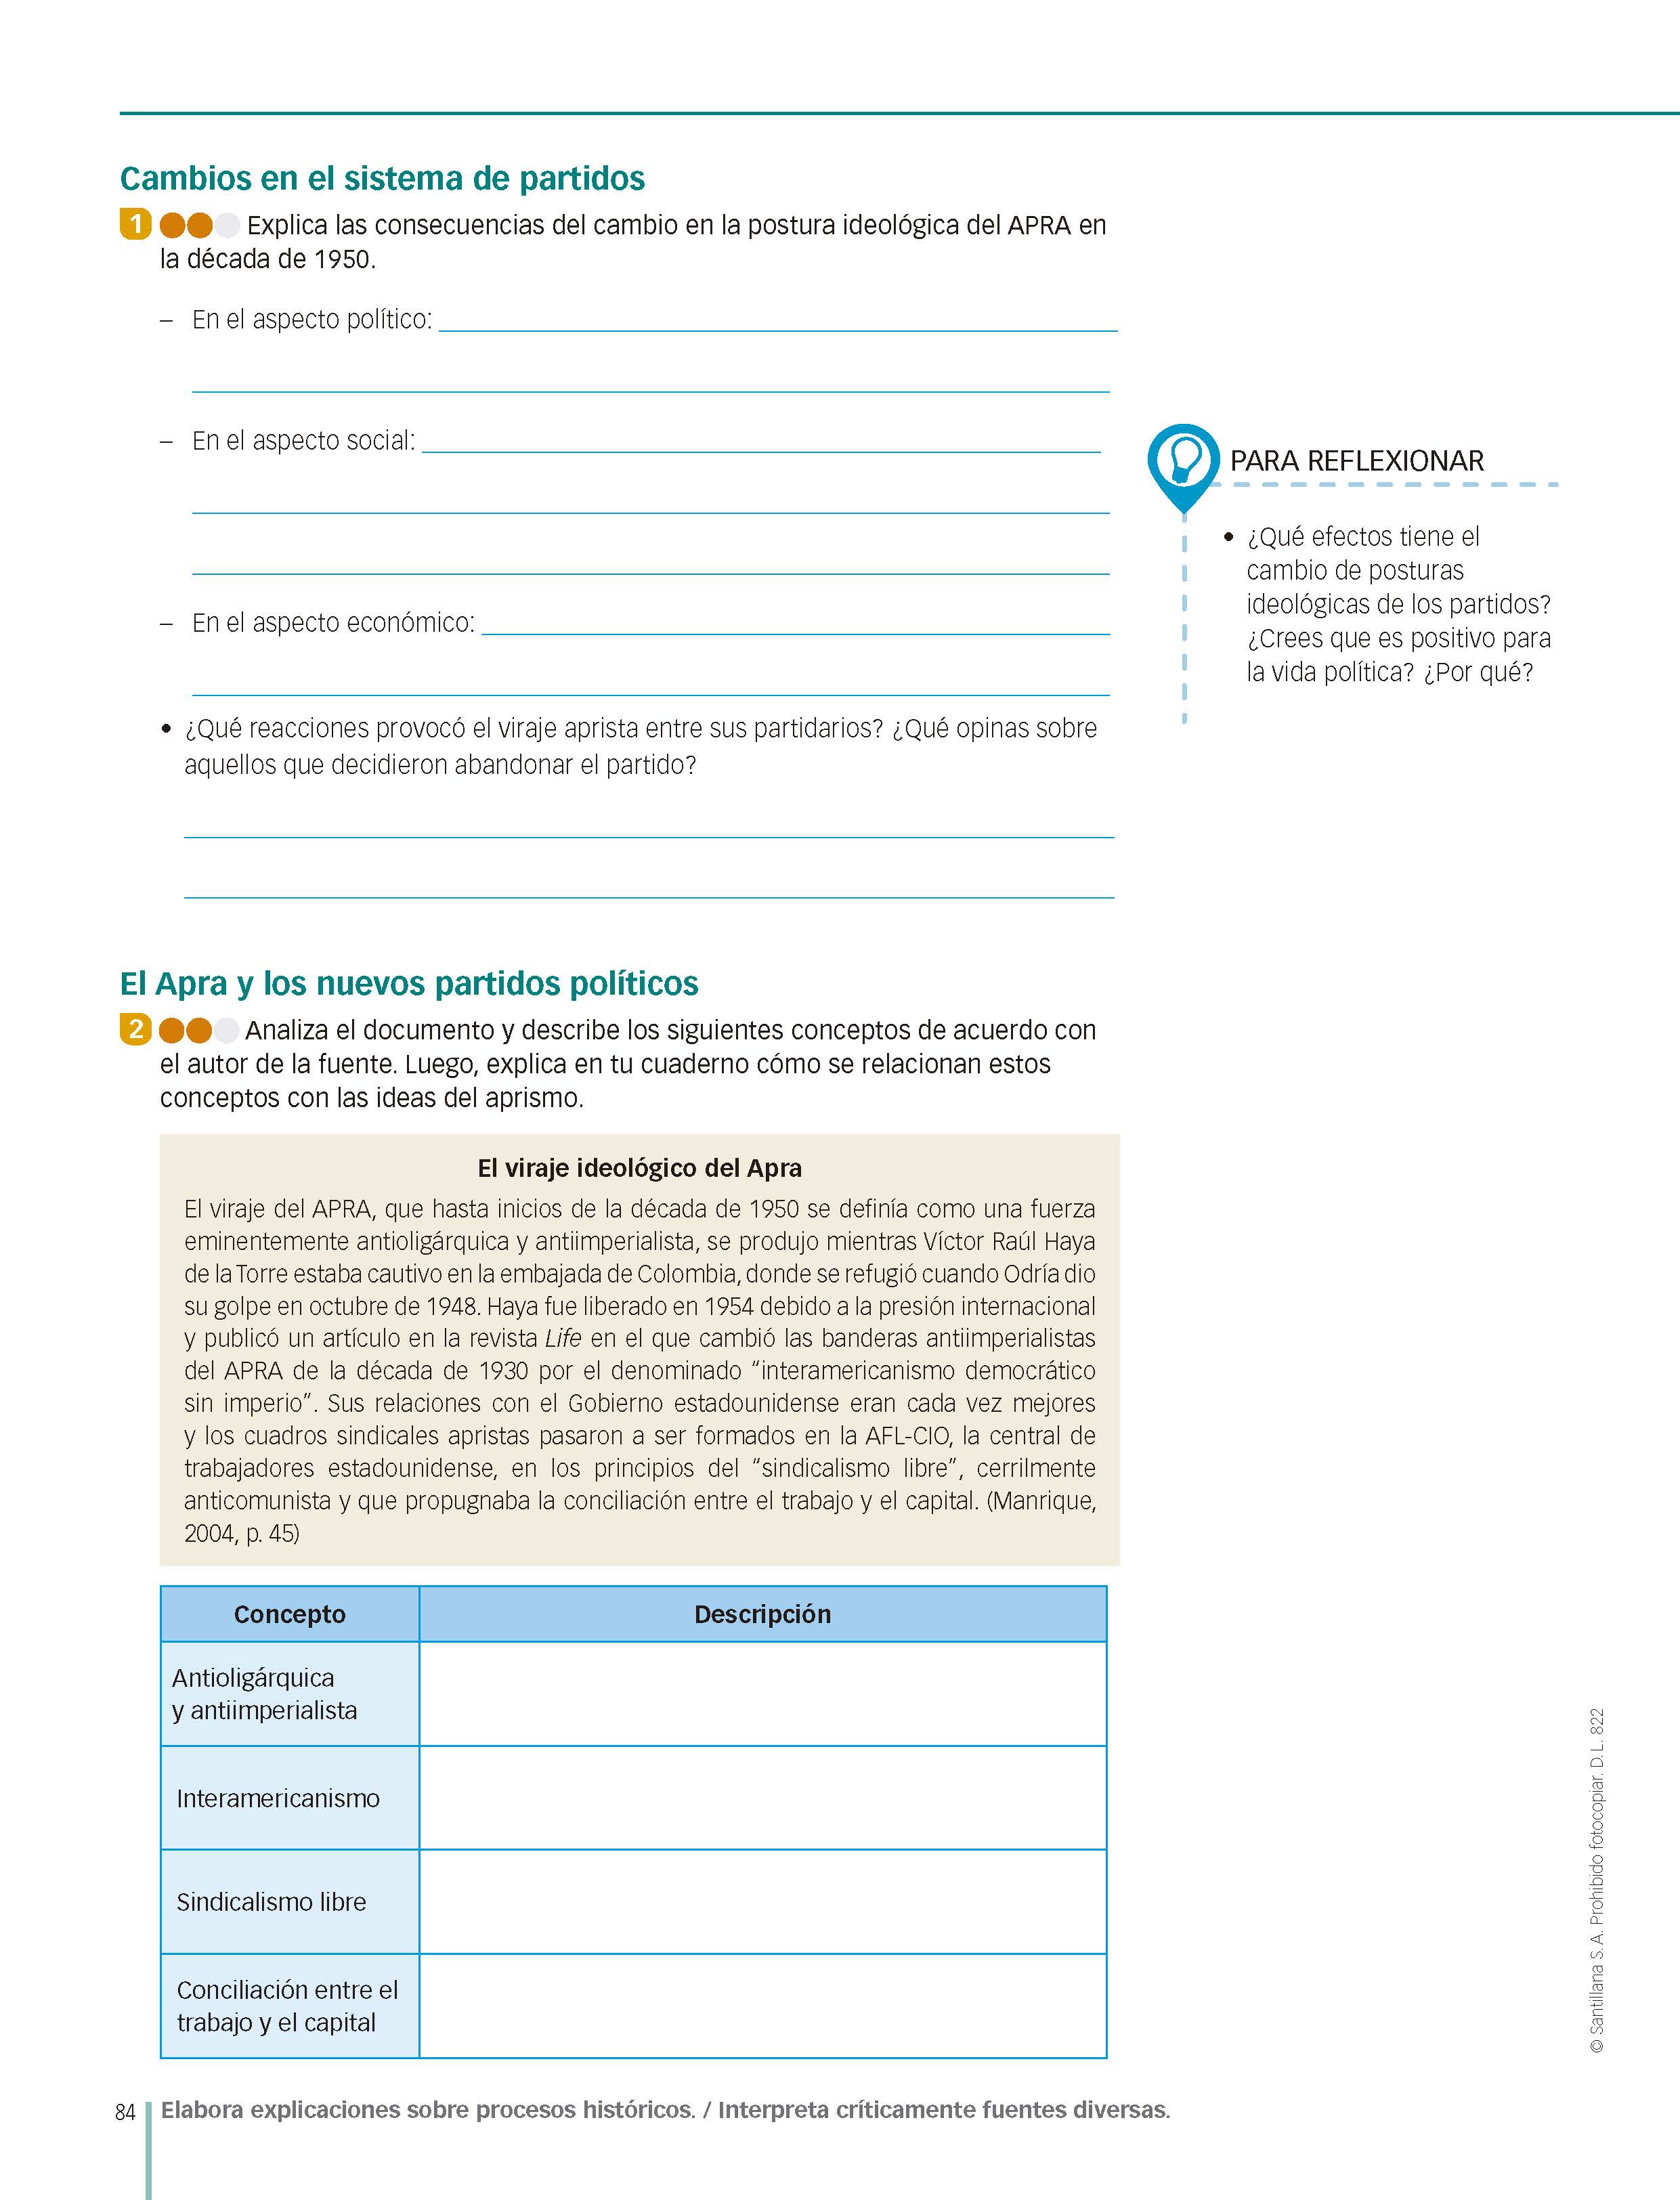 Cambios en el sistema de partidos
1 Explica las consecuencias del cambio en la postura ideológica del APRA en
la década de 1950.
– En el aspecto político:
– En el aspecto social:
– En el aspecto económico:
• ¿Qué reacciones provocó el viraje aprista entre sus partidarios? ¿Qué opinas sobre
aquellos que decidieron abandonar el partido?
PARA REFLEXIONAR
• ¿Qué efectos tiene el
cambio de posturas
ideológicas de los partidos?
¿Crees que es positivo para
la vida política? ¿Por qué?
El Apra y los nuevos partidos políticos
2 Analiza el documento y describe los siguientes conceptos de acuerdo con
el autor de la fuente. Luego, explica en tu cuaderno cómo se relacionan estos
conceptos con las ideas del aprismo.
El viraje ideológico del Apra
El viraje del APRA, que hasta inicios de la década de 1950 se definía como una fuerza
eminentemente antioligárquica y antiimperialista, se produjo mientras Víctor Raúl Haya
de la Torre estaba cautivo en la embajada de Colombia, donde se refugió cuando Odría dio
su golpe en octubre de 1948. Haya fue liberado en 1954 debido a la presión internacional
y publicó un artículo en la revista Life en el que cambió las banderas antiimperialistas
del APRA de la década de 1930 por el denominado “interamericanismo democrático
sin imperio”. Sus relaciones con el Gobierno estadounidense eran cada vez mejores
y los cuadros sindicales apristas pasaron a ser formados en la AFL-CIO, la central de
trabajadores estadounidense, en los principios del “sindicalismo libre”, cerrilmente
anticomunista y que propugnaba la conciliación entre el trabajo y el capital. (Manrique,
2004, p. 45)
Concepto Descripción
Antioligárquica
y antiimperialista
Interamericanismo
Sindicalismo libre
Conciliación entre el
trabajo y el capital
© Santillana S. A. Prohibido fotocopiar. D. L. 822
84 Elabora explicaciones sobre procesos históricos. / Interpreta críticamente fuentes diversas.